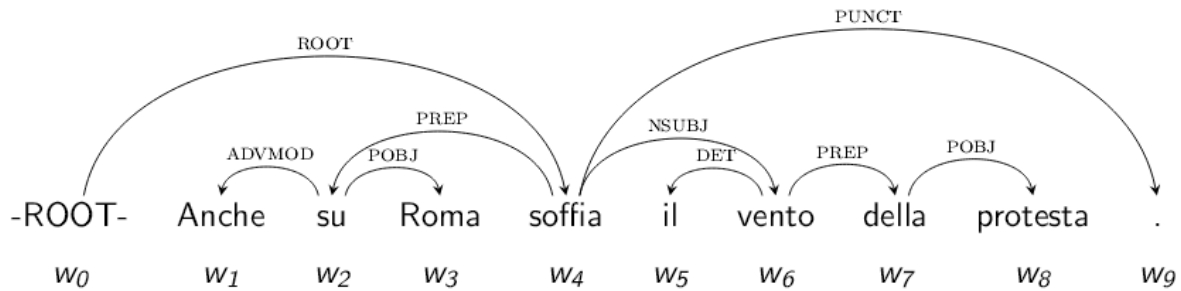 PUNCT
ROOT
PREP NSUBJ
ADVMOD POBJ DET PREP POBJ
-ROOT- Anche su Roma soffia il vento della protesta .
w0 w1 w2 w3 w4 w5 w6 w7 w8 w9